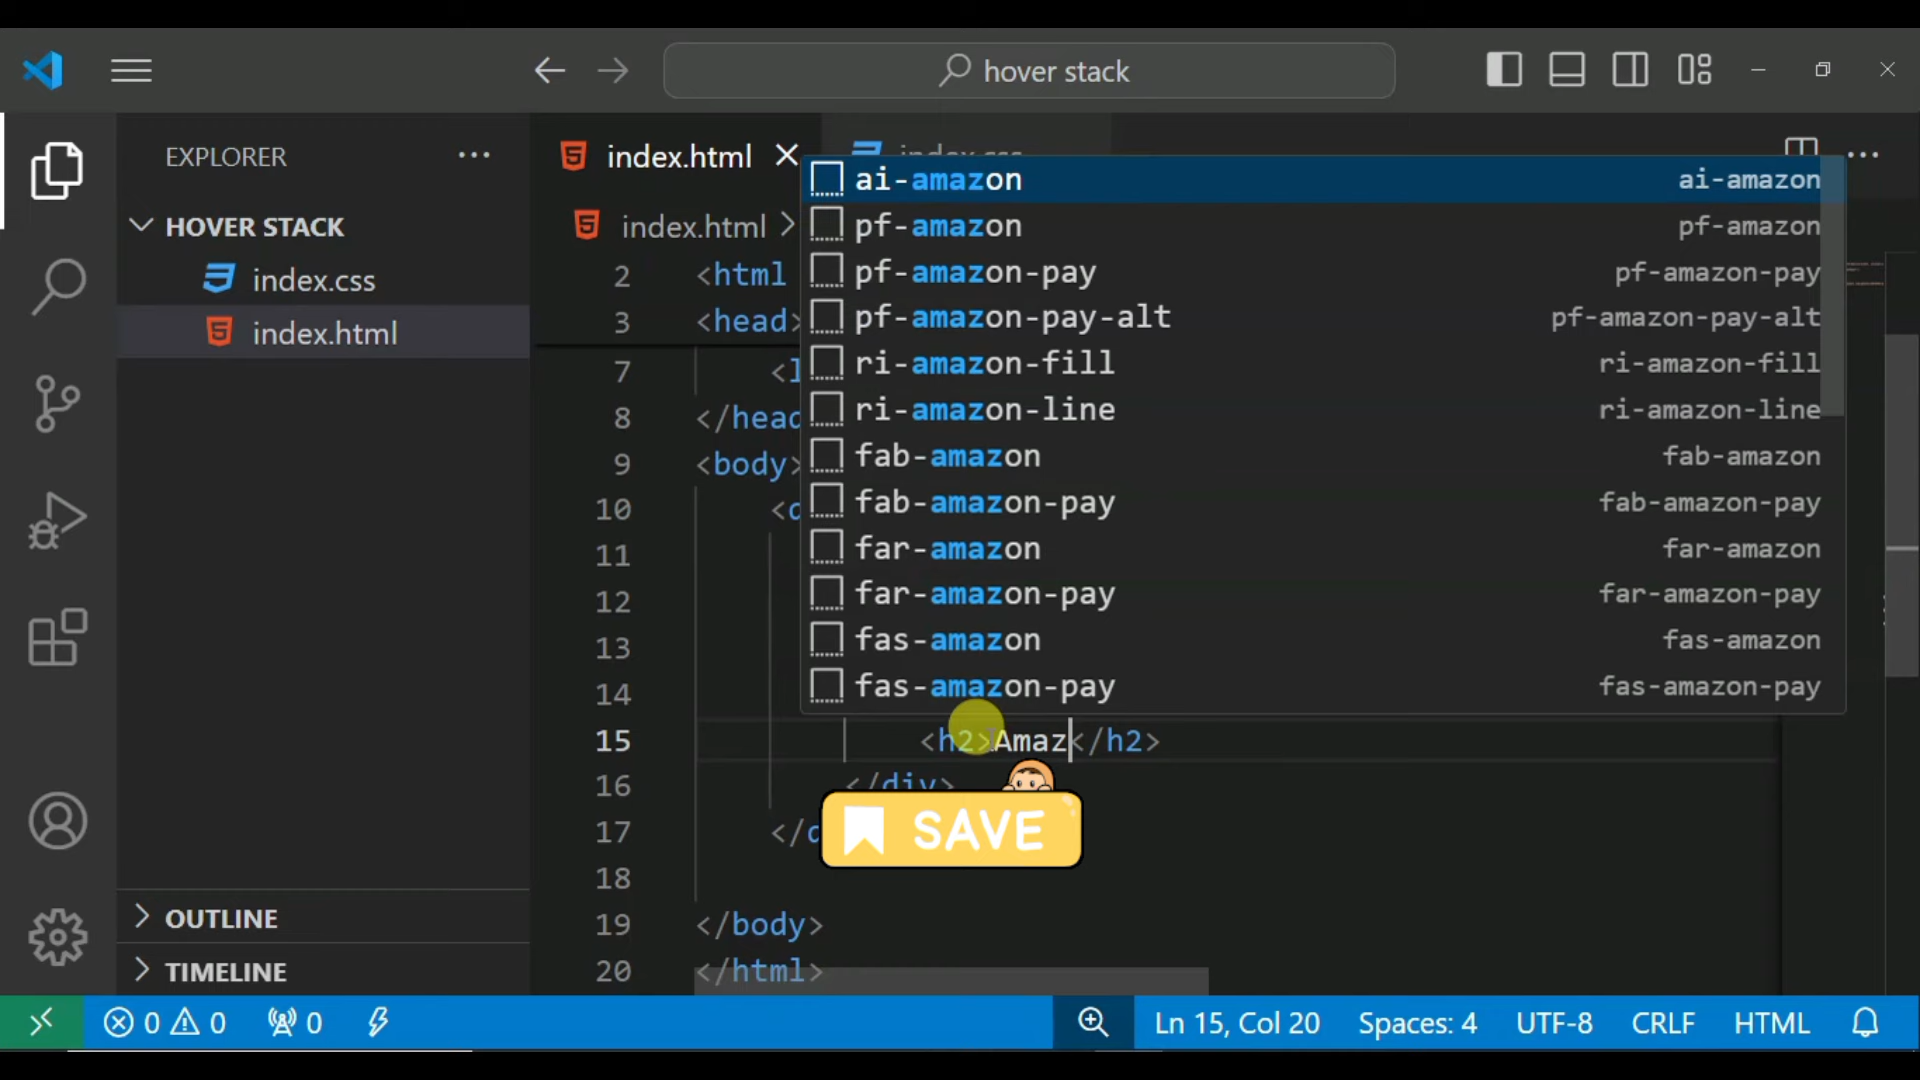 hover stack
EXPLORER
HOVER STACK
index.css
index.html
OUTLINE
TIMELINE
index.html
index.css
index.html >
2 <html
3 <head>
7 <l
8 </head
9 <body>
10 <d
11
12
13
14
15 <h2>Amaz</h2>
16 </div>
17 </d
18
19 </body>
20 </html>
ai-amazon ai-amazon
pf-amazon pf-amazon
pf-amazon-pay pf-amazon-pay
pf-amazon-pay-alt pf-amazon-pay-alt
ri-amazon-fill ri-amazon-fill
ri-amazon-line ri-amazon-line
fab-amazon fab-amazon
fab-amazon-pay fab-amazon-pay
far-amazon far-amazon
far-amazon-pay far-amazon-pay
fas-amazon fas-amazon
fas-amazon-pay fas-amazon-pay
SAVE
0 0 0 Ln 15, Col 20 Spaces: 4 UTF-8 CRLF HTML